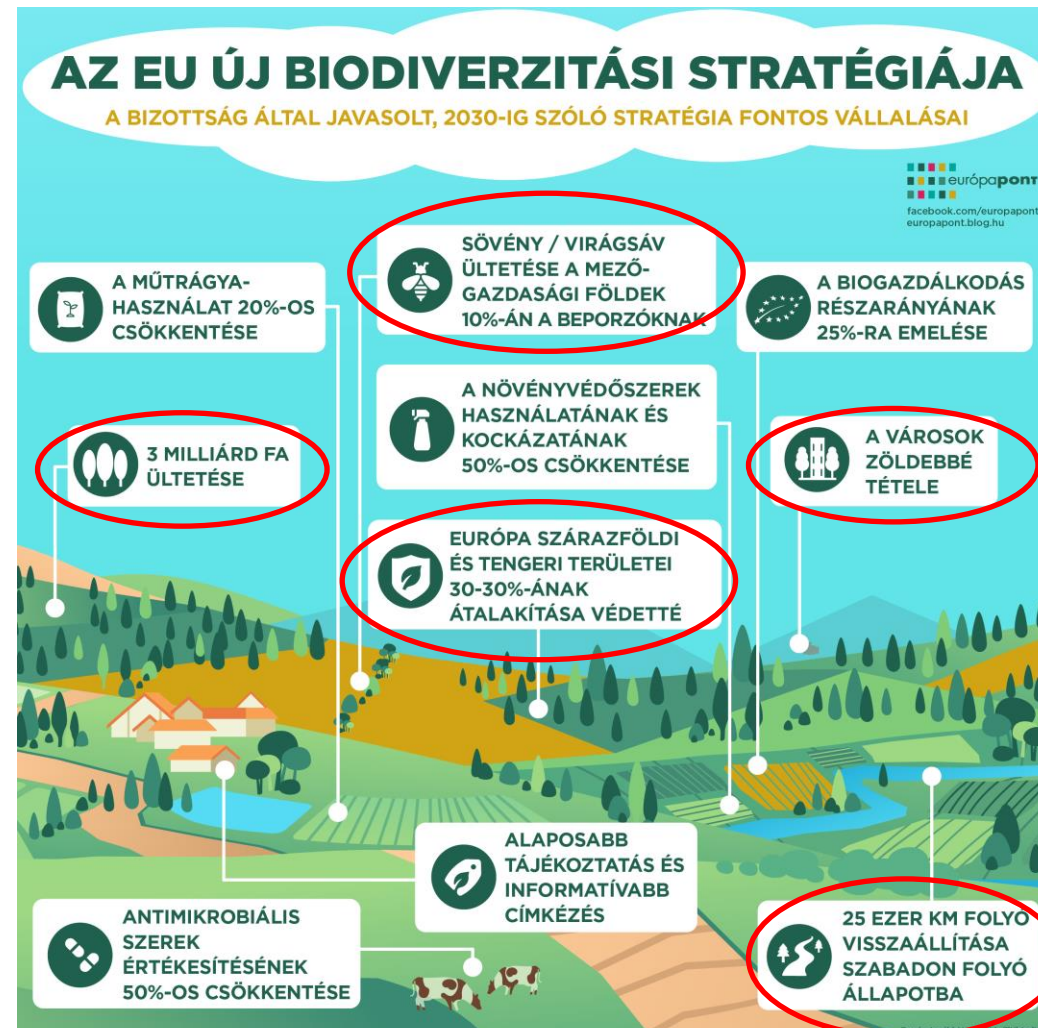 AZ EU ÚJ BIODIVERZITÁSI STRATÉGIÁJA
A BIZOTTSÁG ÁLTAL JAVASOLT, 2030-IG SZÓLÓ STRATÉGIA FONTOS VÁLLALÁSAI
európapont
facebook.com/europapont
europapont.blog.hu
A MŰTRÁGYA-
HASZNÁLAT 20%-OS
CSÖKKENTÉSE
SÖVÉNY / VIRÁGSÁV
ÜLTETÉSE A MEZŐ-
GAZDASÁGI FÖLDEK
10%-ÁN A BEPORZÓKNAK
A BIOGAZDÁLKODÁS
RÉSZARÁNYÁNAK
25%-RA EMELÉSE
3 MILLIÁRD FA
ÜLTETÉSE
A NÖVÉNYVÉDŐSZEREK
HASZNÁLATÁNAK ÉS
KOCKÁZATÁNAK
50%-OS CSÖKKENTÉSE
A VÁROSOK
ZÖLDEBBÉ
TÉTELE
EURÓPA SZÁRAZFÖLDI
ÉS TENGERI TERÜLETEI
30-30%-ÁNAK
ÁTALAKÍTÁSA VÉDETTÉ
ALAPOSABB
TÁJÉKOZTATÁS ÉS
INFORMATÍVABB
CÍMKÉZÉS
ANTIMIKROBIÁLIS
SZEREK
ÉRTÉKESÍTÉSÉNEK
50%-OS CSÖKKENTÉSE
25 EZER KM FOLYÓ
VISSZAÁLLÍTÁSA
SZABADON FOLYÓ
ÁLLAPOTBA